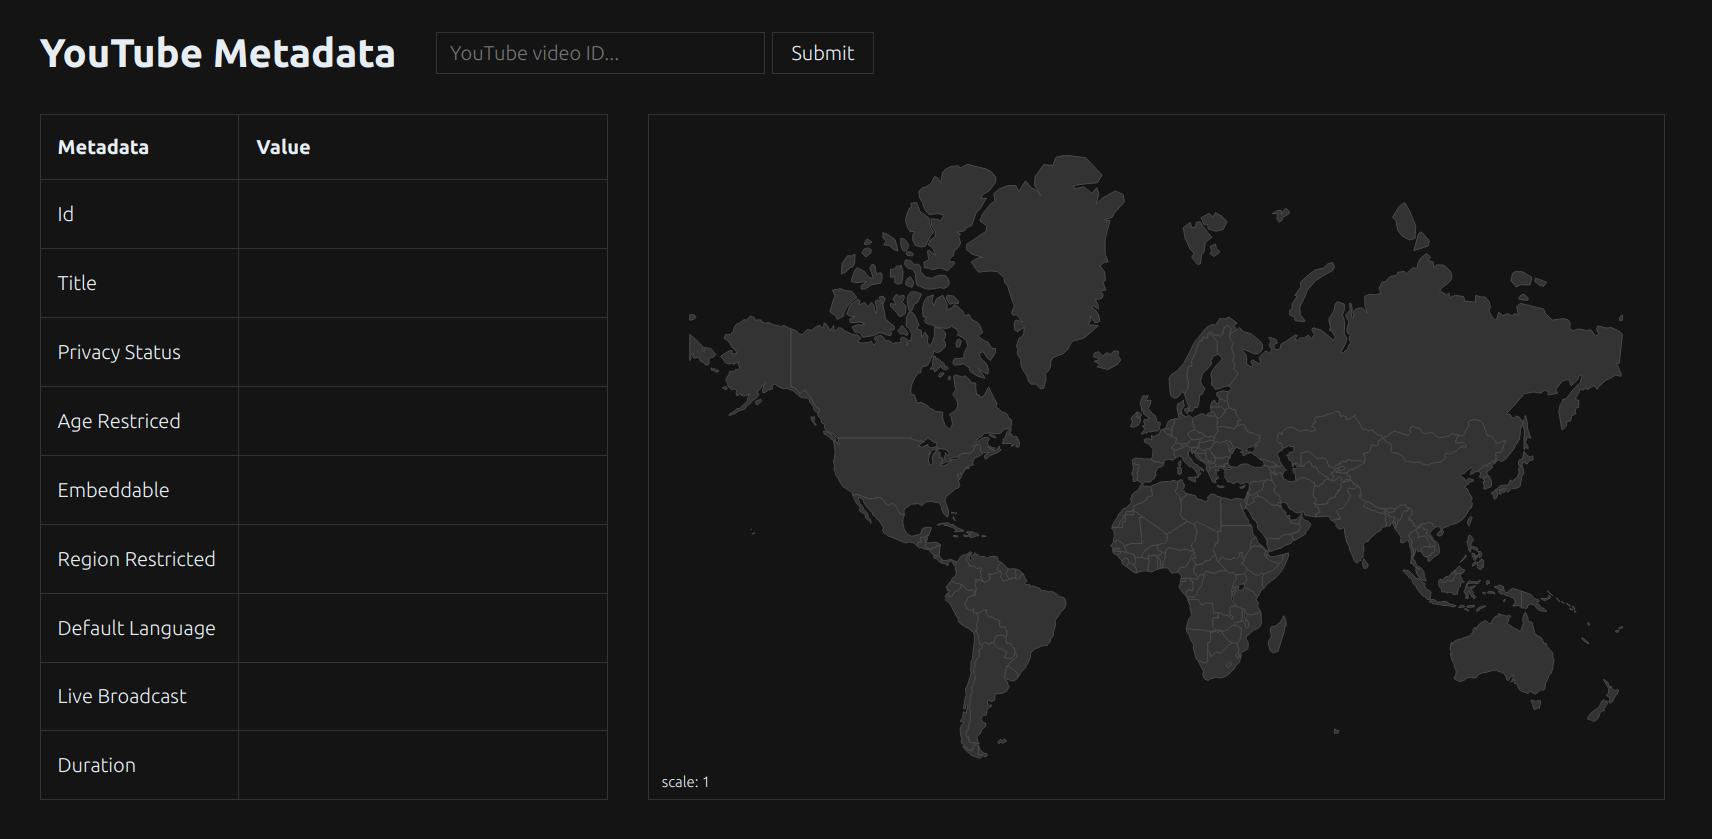 YouTube Metadata
YouTube video ID...
Submit
Metadata Value
Id
Title
Privacy Status
Age Restriced
Embeddable
Region Restricted
Default Language
Live Broadcast
Duration
scale: 1